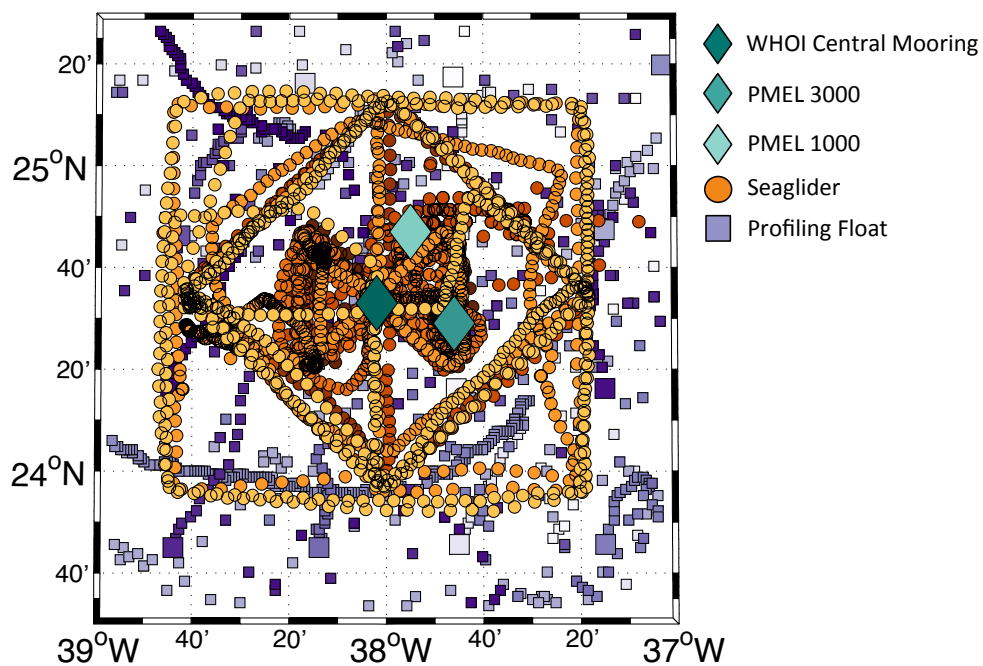 20'
25°N
40'
20'
24°N
40'
39°W
40'
20'
38°W
40'
20'
37°W
WHOI Central Mooring
PMEL 3000
PMEL 1000
Seaglider
Profiling Float